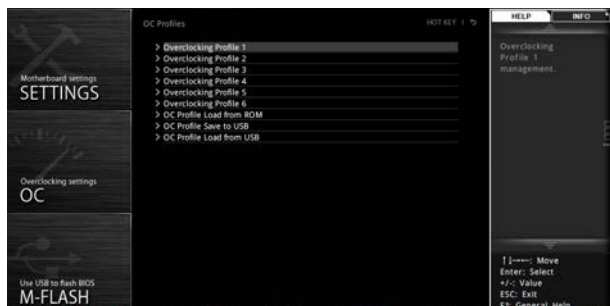 OC Profiles
HOT KEY
HELP
INFO
> Overclocking Profile 1
> Overclocking Profile 2
> Overclocking Profile 3
> Overclocking Profile 4
> Overclocking Profile 5
> Overclocking Profile 6
> OC Profile Load from ROM
> OC Profile Save to USB
> OC Profile Load from USB
Motherboard settings
SETTINGS
Overclocking settings
OC
Use USB to flash BIOS
M-FLASH
Overclocking
Profile 1
management.
↑↓→←: Move
Enter: Select
+/-: Value
ESC: Exit
F1: General Help